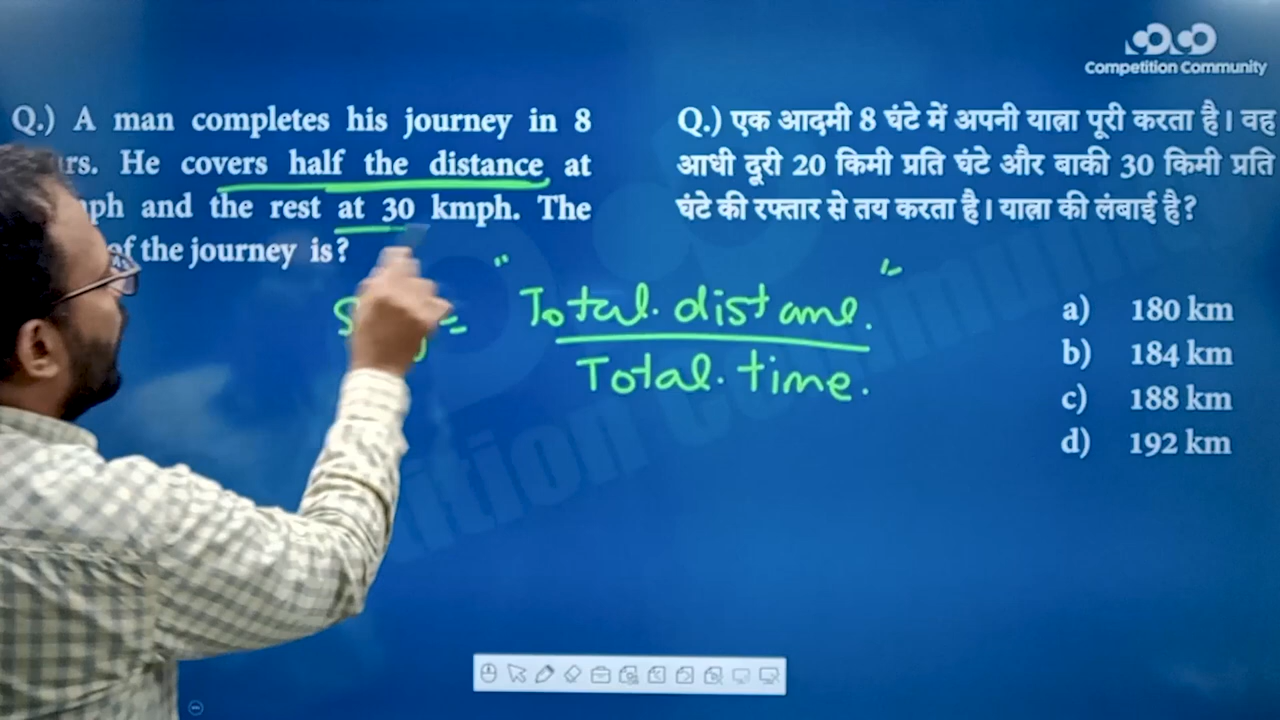 Competition Community
Q.) A man completes his journey in 8
rs. He covers half the distance at
ph and the rest at 30 kmph. The
of the journey is?
Q.) एक आदमी 8 घंटे में अपनी यात्रा पूरी करता है। वह
आधी दूरी 20 किमी प्रति घंटे और बाकी 30 किमी प्रति
घंटे की रफ्तार से तय करता है। यात्रा की लंबाई है?
= " Total. distance. "
Total. time.
a) 180 km
b) 184 km
c) 188 km
d) 192 km